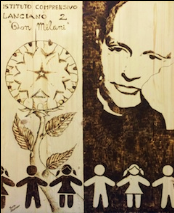 ISTITUTO COMPRENSIVO
LANCIANO 2
"Don Milani"